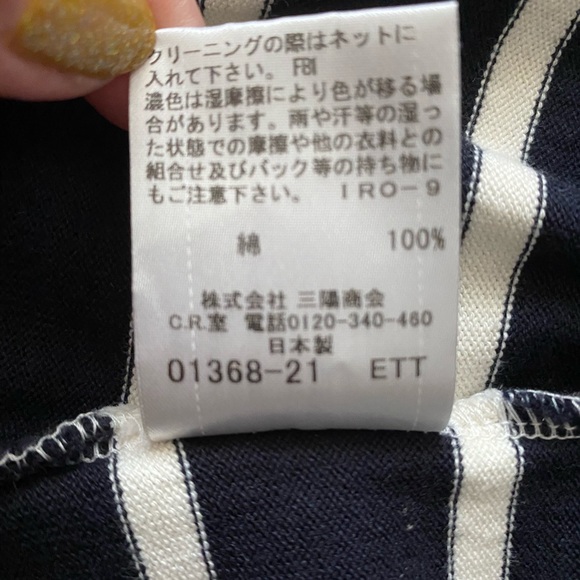 クリーニングの際はネットに
入れて下さい。 FBI
濃色は湿摩擦により色が移る場
合があります。雨や汗等の湿っ
た状態での摩擦や他の衣料との
組合せ及びバック等の持ち物に
もご注意下さい。 IRO-9
綿 100%
株式会社 三陽商会
C.R.室 電話0120-340-460
日本製
01368-21 ETT